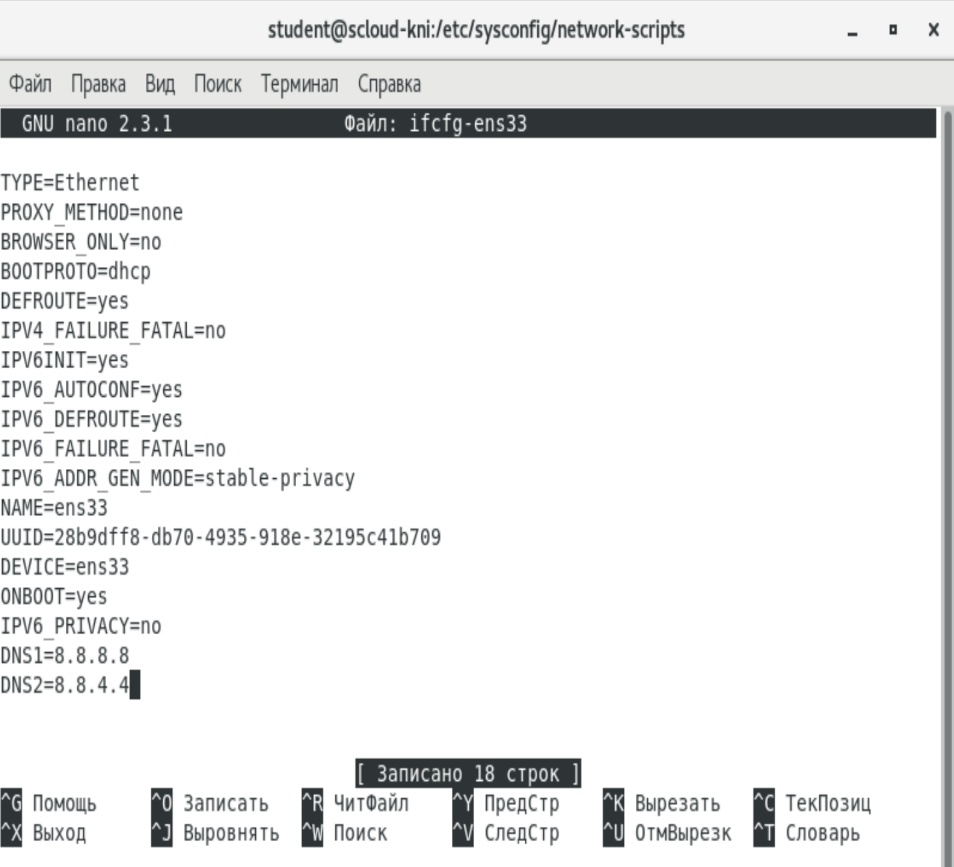 student@scloud-kni:/etc/sysconfig/network-scripts
Файл Правка Вид Поиск Терминал Справка
GNU nano 2.3.1 Файл: ifcfg-ens33
TYPE=Ethernet
PROXY_METHOD=none
BROWSER_ONLY=no
BOOTPROTO=dhcp
DEFROUTE=yes
IPV4_FAILURE_FATAL=no
IPV6INIT=yes
IPV6_AUTOCONF=yes
IPV6_DEFROUTE=yes
IPV6_FAILURE_FATAL=no
IPV6_ADDR_GEN_MODE=stable-privacy
NAME=ens33
UUID=28b9dff8-db70-4935-918e-32195c41b709
DEVICE=ens33
ONBOOT=yes
IPV6_PRIVACY=no
DNS1=8.8.8.8
DNS2=8.8.4.4
[ Записано 18 строк ]
^G Помощь ^O Записать ^R ЧитФайл ^Y ПредСтр ^K Вырезать ^C ТекПозиц
^X Выход ^J Выровнять ^W Поиск ^V СледСтр ^U ОтмВырезк ^T Словарь